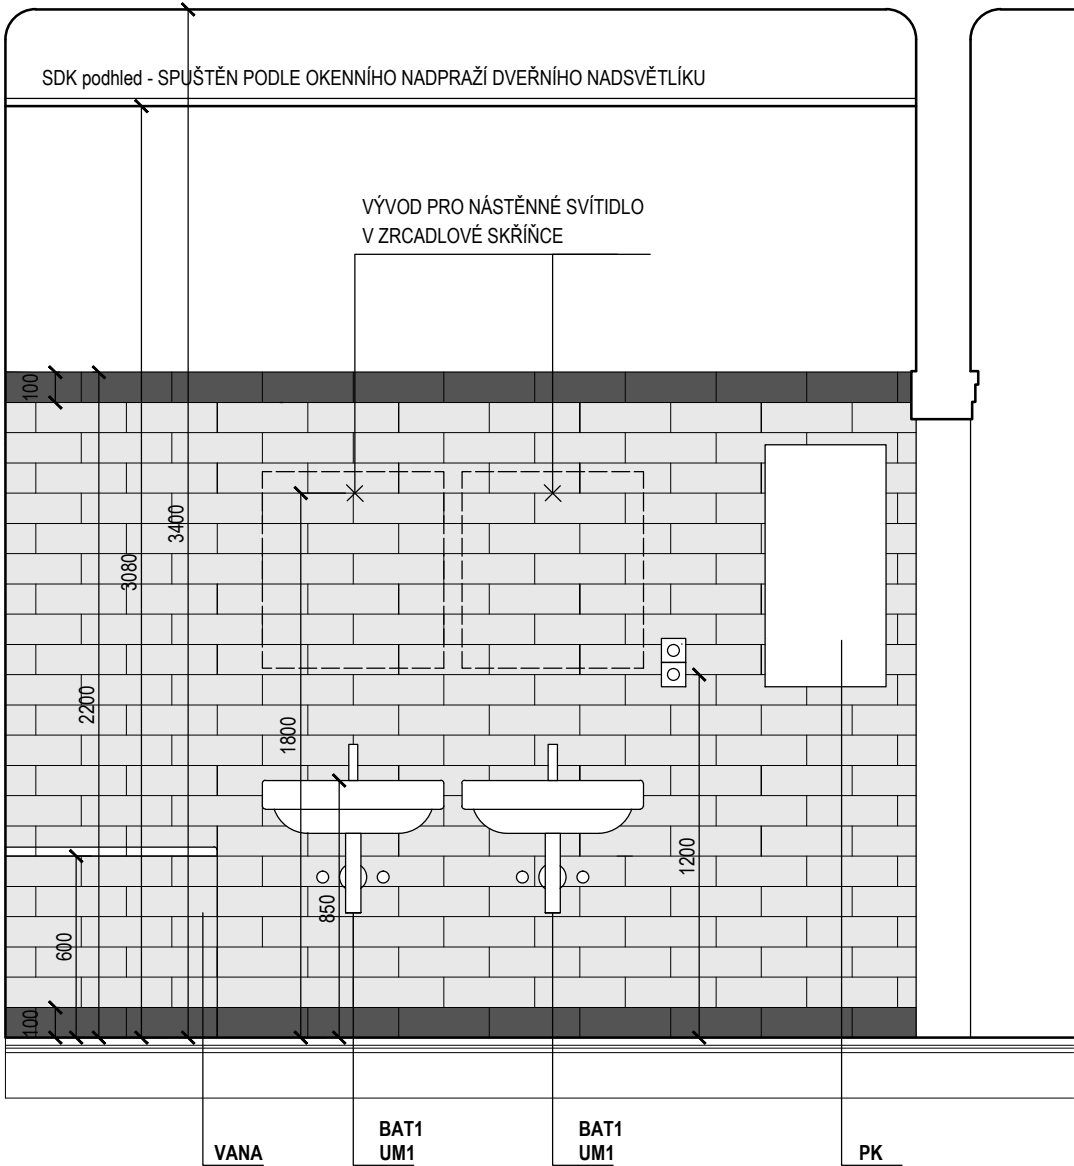 SDK podhled - SPUŠTĚN PODLE OKENNÍHO NADPRAŽÍ DVEŘNÍHO NADSVĚTLÍKU
VÝVOD PRO NÁSTĚNNÉ SVÍTIDLO
V ZRCADLOVÉ SKŘÍŇCE
100
3400
3080
2200
1800
1200
850
600
100
VANA
BAT1
UM1
BAT1
UM1
PK